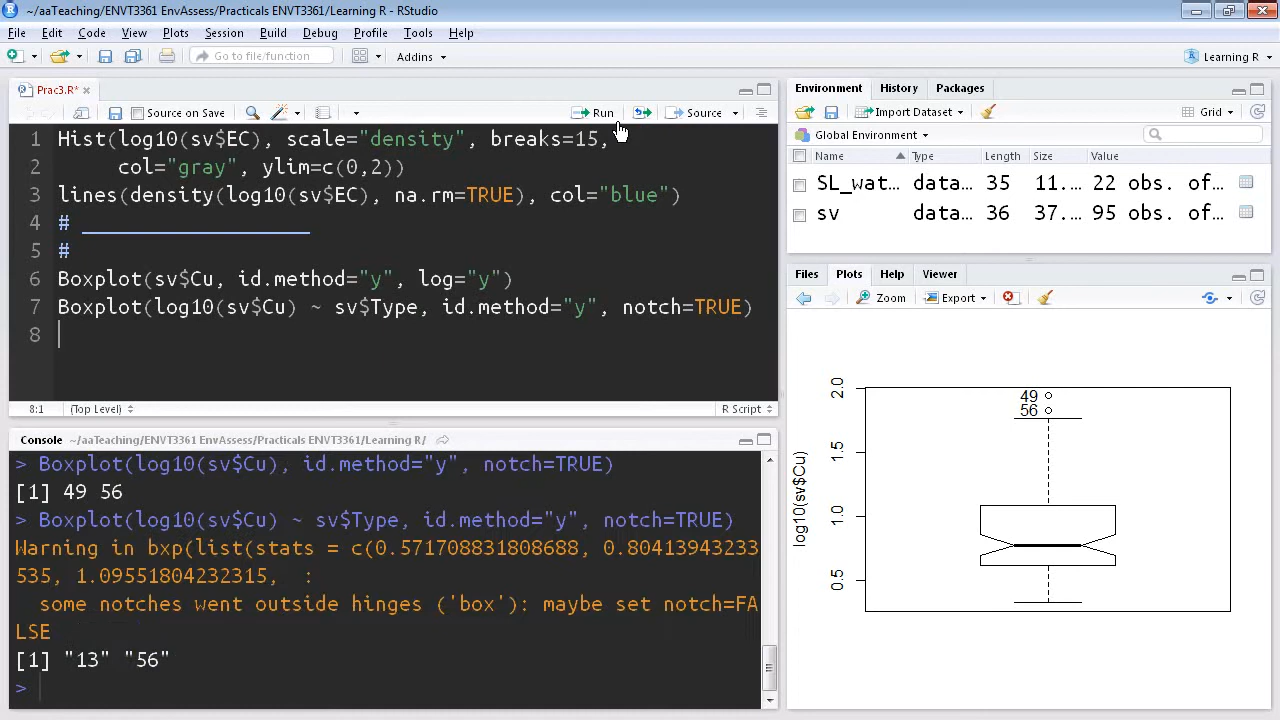 ~/aaTeaching/ENVT3361 EnvAssess/Practicals ENVT3361/Learning R - RStudio
File Edit Code View Plots Session Build Debug Profile Tools Help
Go to file/function Addins Learning R
Prac3.R*
Source on Save Run Source
1 Hist(log10(sv$EC), scale="density", breaks=15,
2 col="gray", ylim=c(0,2))
3 lines(density(log10(sv$EC), na.rm=TRUE), col="blue")
4 # ___________________
5 #
6 Boxplot(sv$Cu, id.method="y", log="y")
7 Boxplot(log10(sv$Cu) ~ sv$Type, id.method="y", notch=TRUE)
8
8:1 (Top Level) R Script
Console ~/aaTeaching/ENVT3361 EnvAssess/Practicals ENVT3361/Learning R/
> Boxplot(log10(sv$Cu), id.method="y", notch=TRUE)
[1] 49 56
> Boxplot(log10(sv$Cu) ~ sv$Type, id.method="y", notch=TRUE)
Warning in bxp(list(stats = c(0.571708831808688, 0.80413943233
535, 1.09551804232315,  :
some notches went outside hinges ('box'): maybe set notch=FA
LSE
[1] "13" "56"
>
Environment History Packages
Import Dataset Grid
Global Environment
Name Type Length Size Value
SL_wat… data… 35 11.… 22 obs. of…
sv data… 36 37.… 95 obs. of…
Files Plots Help Viewer
Zoom Export
2.0
1.5
1.0
0.5
log10(sv$Cu)
49
56